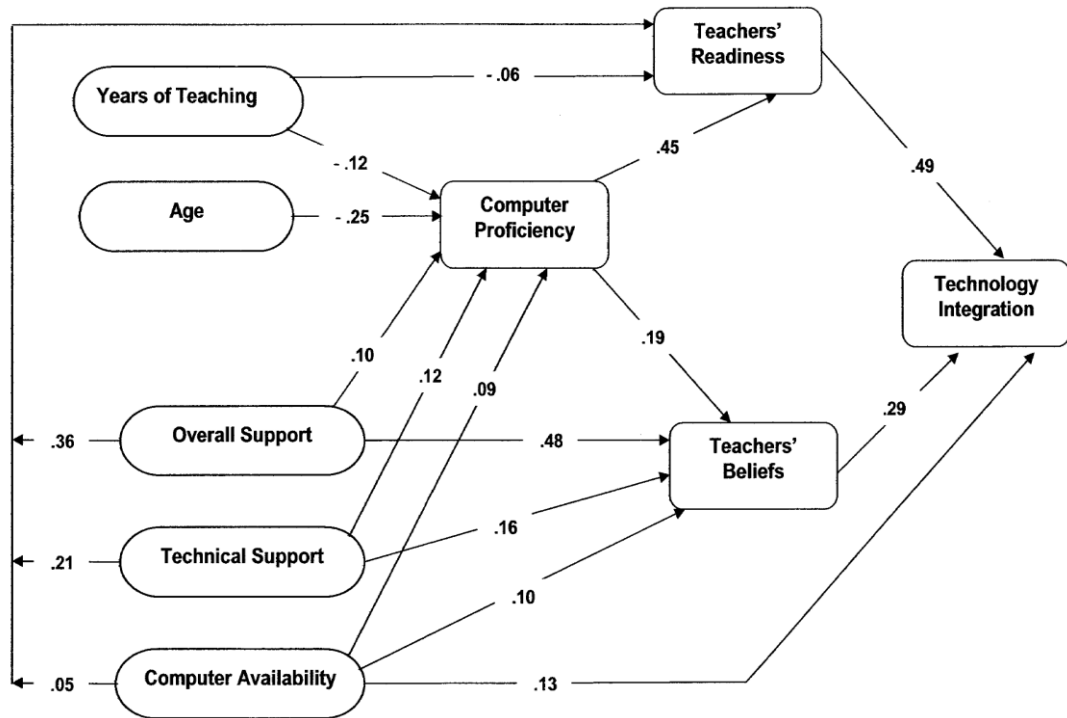 Teachers'
Readiness
- .06
Years of Teaching
.45
- .12
.49
Age
- .25
Computer
Proficiency
Technology
Integration
.10
.12
.09
.19
.29
.36
Overall Support
.48
Teachers'
Beliefs
.16
.21
Technical Support
.10
.05
Computer Availability
.13